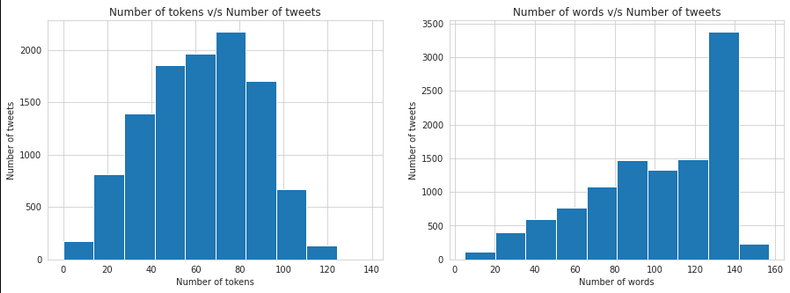 Number of tokens v/s Number of tweets
Number of tweets
2000
1500
1000
500
0
0 20 40 60 80 100 120 140
Number of tokens
Number of words v/s Number of tweets
Number of tweets
3500
3000
2500
2000
1500
1000
500
0
0 20 40 60 80 100 120 140 160
Number of words